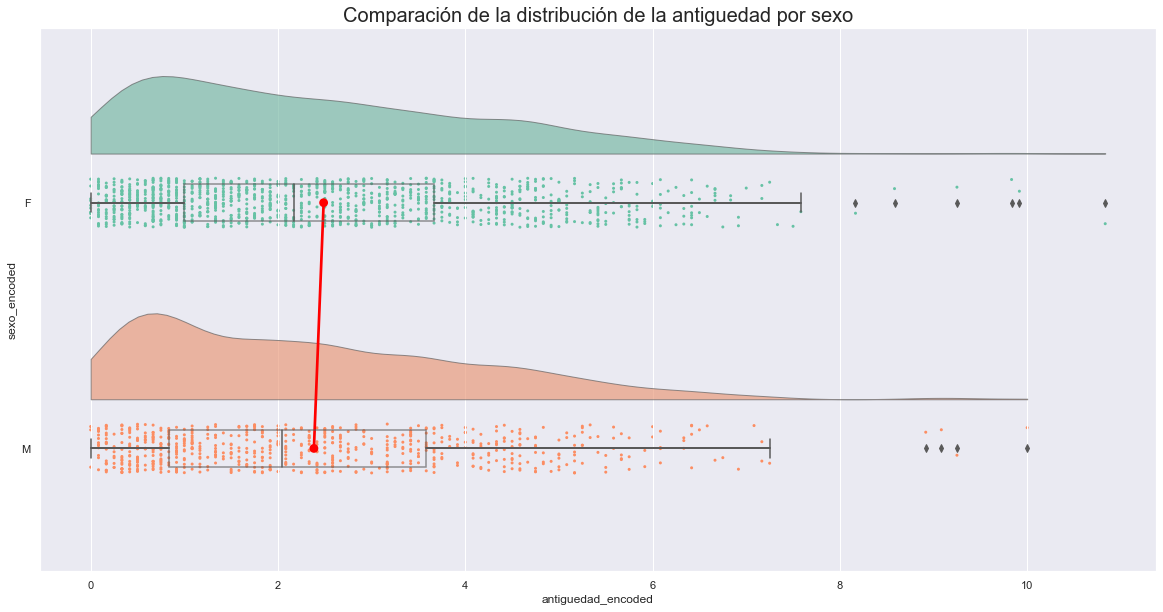 Comparación de la distribución de la antiguedad por sexo
F
sexo_encoded
M
0 2 4 6 8 10
antiguedad_encoded